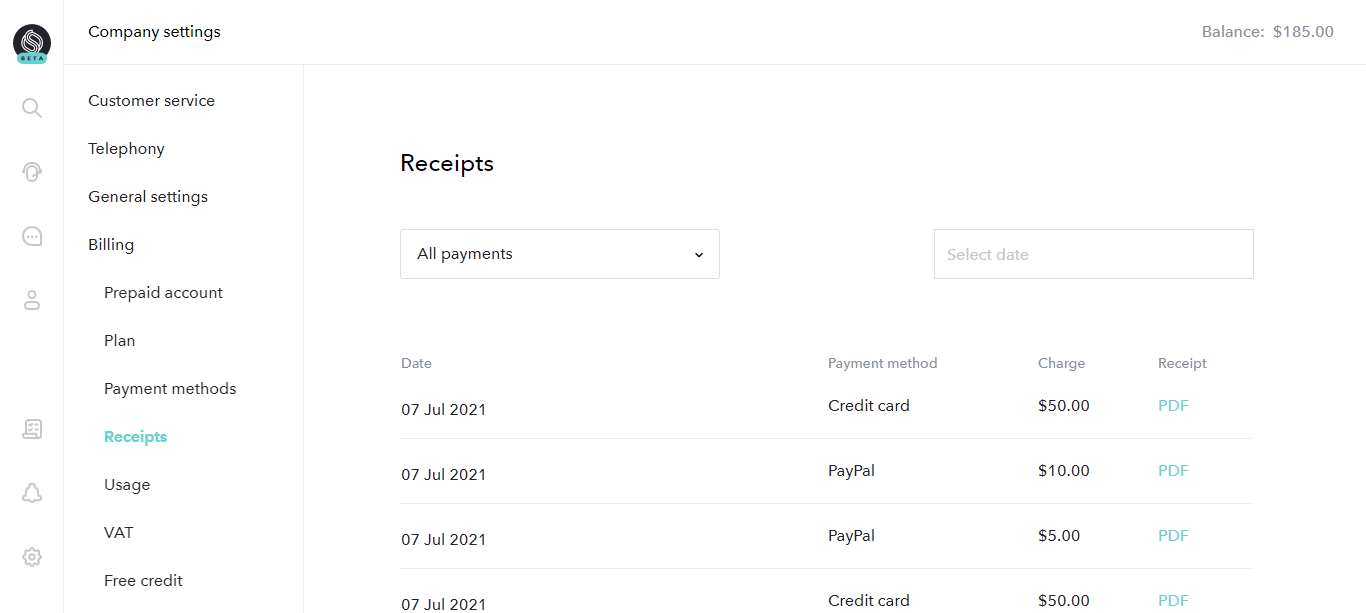 Company settings
Balance: $185.00
BETA
Customer service
Telephony
General settings
Billing
Prepaid account
Plan
Payment methods
Receipts
Usage
VAT
Free credit
Receipts
All payments
Select date
Date Payment method Charge Receipt
07 Jul 2021 Credit card $50.00 PDF
07 Jul 2021 PayPal $10.00 PDF
07 Jul 2021 PayPal $5.00 PDF
07 Jul 2021 Credit card $50.00 PDF